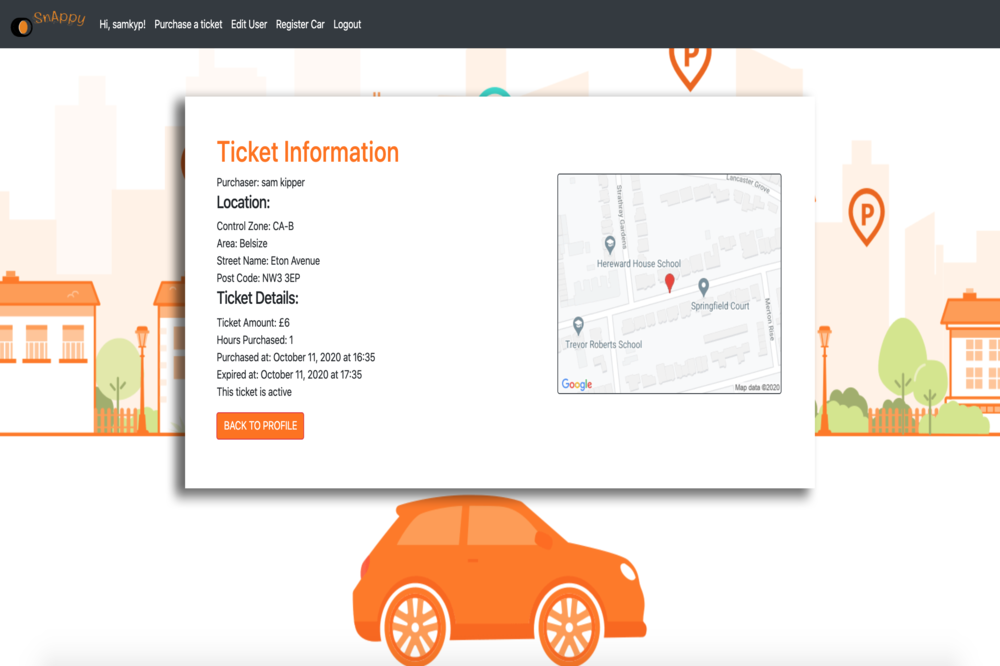 SnAppy
Hi, samkyp! Purchase a ticket Edit User Register Car Logout
P
P
Ticket Information
Purchaser: sam kipper
Location:
Control Zone: CA-B
Area: Belsize
Street Name: Eton Avenue
Post Code: NW3 3EP
Ticket Details:
Ticket Amount: £6
Hours Purchased: 1
Purchased at: October 11, 2020 at 16:35
Expired at: October 11, 2020 at 17:35
This ticket is active
BACK TO PROFILE
Lancaster Grove
Strathray Gardens
Hereward House School
Springfield Court
Merton Rise
Trevor Roberts School
Google
Map data ©2020